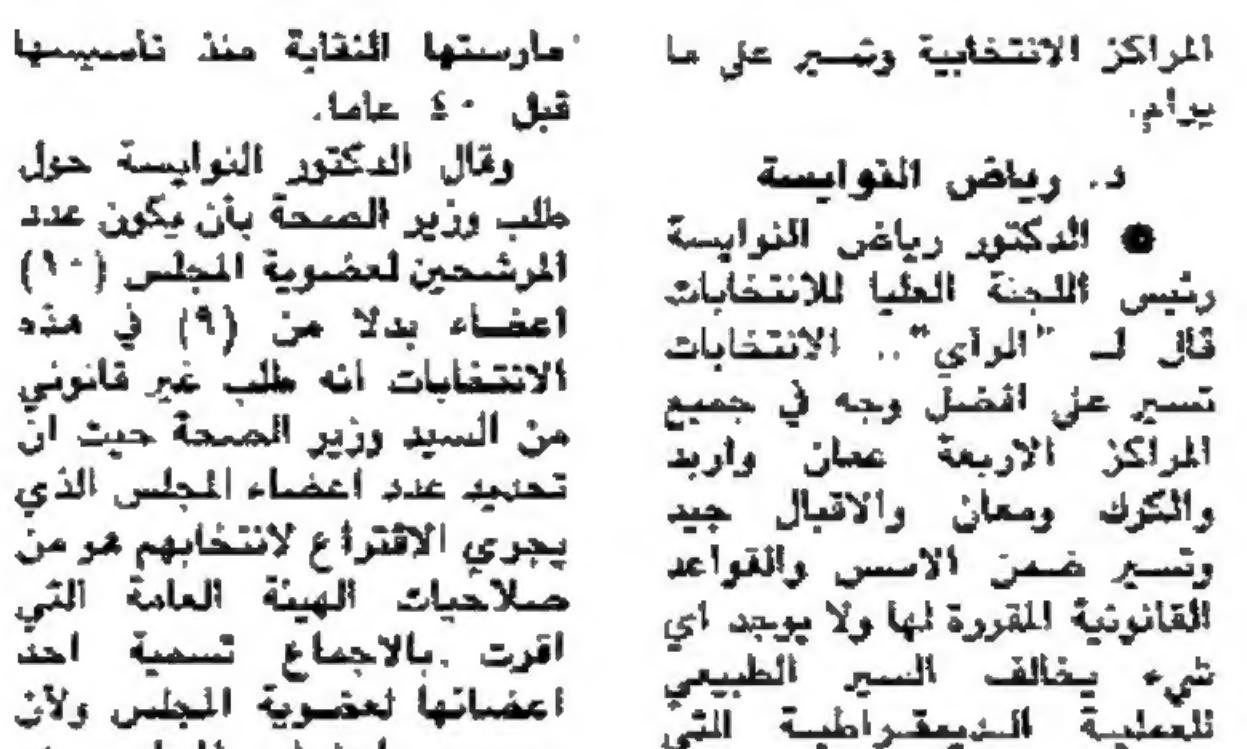 المراكز الانتخابية وتسير على ما
يرام.
د. رياض النوايسة
● الدكتور رياض النوايسة
رئيس اللجنة العليا للانتخابات
قال لـ "الرأي".. الانتخابات
تسير على افضل وجه في جميع
المراكز الاربعة عمان واربد
والكرك ومعان والاقبال جيد
وتسير ضمن الاسس والقواعد
القانونية المقررة لها ولا يوجد اي
شيء يخالف السير الطبيعي
للعملية الديمقراطية التي
مارستها النقابة منذ تأسيسها
قبل ٤٠ عاما.
وقال الدكتور النوايسة حول
طلب وزير الصحة بأن يكون عدد
المرشحين لعضوية المجلس (١٠)
اعضاء بدلا من (٩) في هذه
الانتخابات انه طلب غير قانوني
من السيد وزير الصحة حيث ان
تحديد عدد اعضاء المجلس الذي
يجري الاقتراع لانتخابهم هو من
صلاحيات الهيئة العامة التي
اقرت بالاجماع تسمية احد
اعضائها لعضوية المجلس ولأن